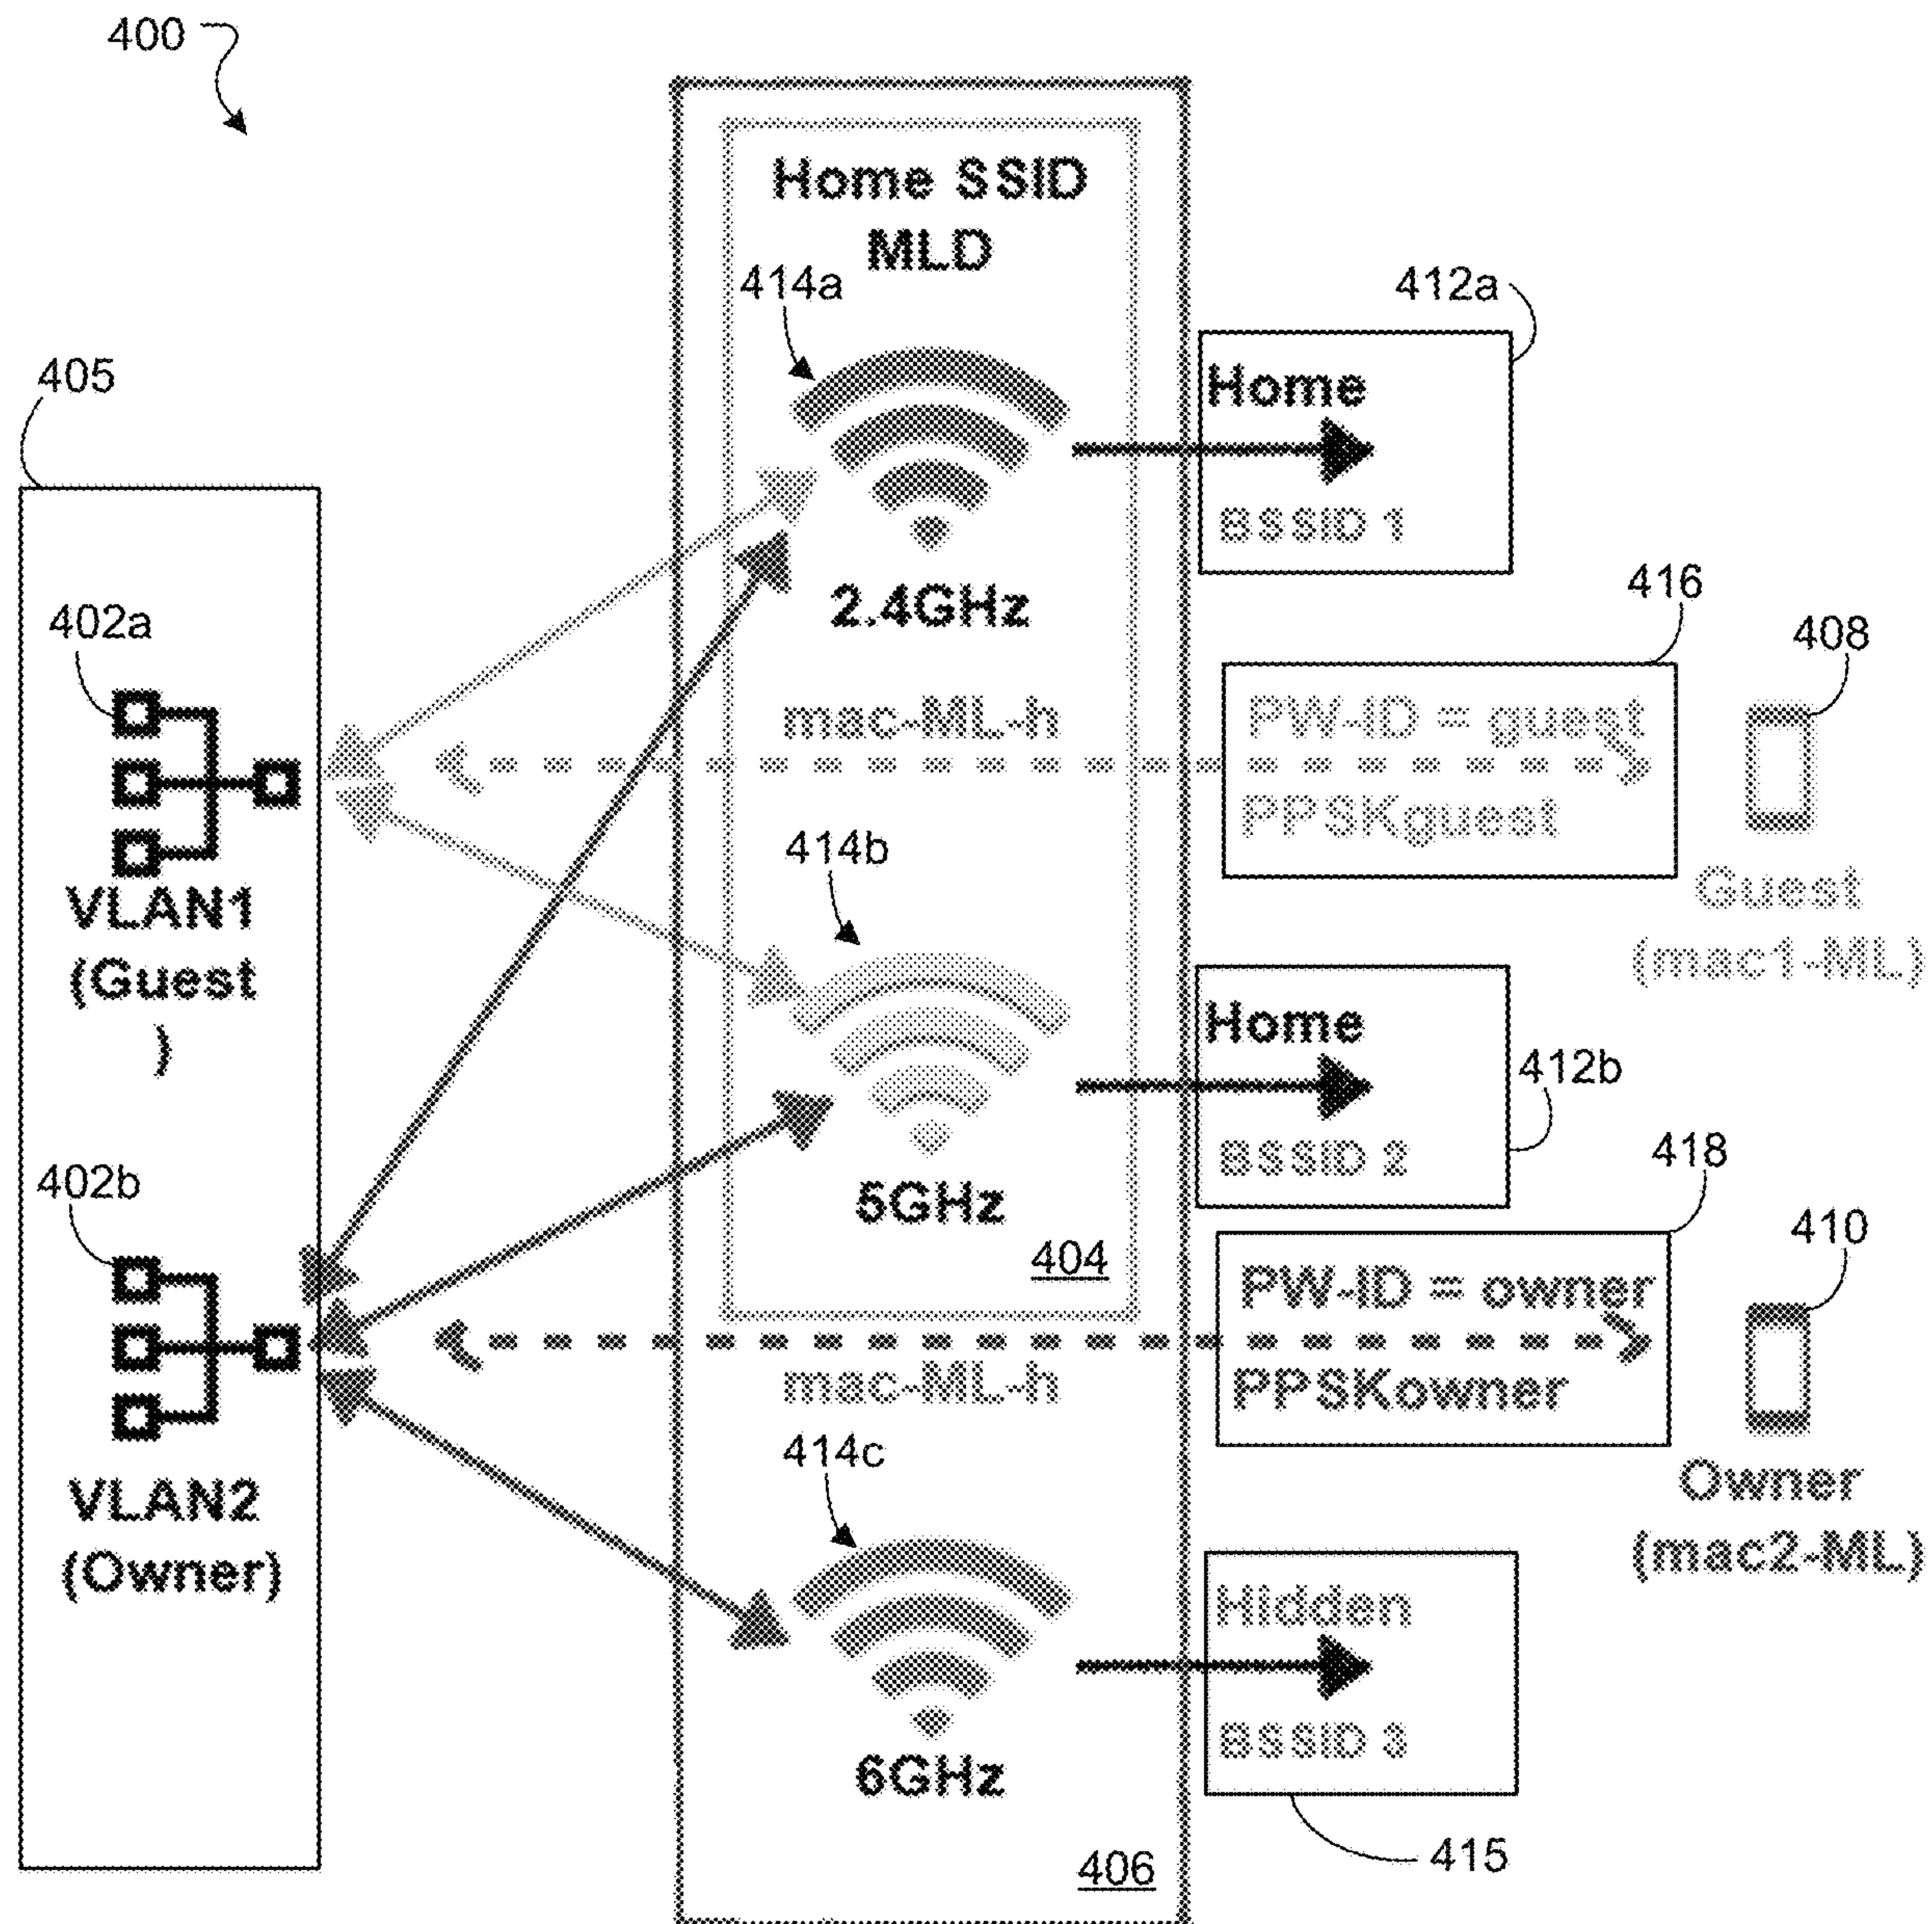 400
Home SSID
MLD
414a
412a
Home
BSSID 1
405
2.4GHz
416
408
402a
mac-ML-h
PW-ID = guest
PPSKguest
414b
VLAN1
(Guest
)
Guest
(mac1-ML)
Home
412b
BSSID 2
402b
5GHz
404
418
410
PW-ID = owner
PPSKowner
mac-ML-h
414c
VLAN2
(Owner)
Owner
(mac2-ML)
Hidden
BSSID 3
6GHz
406
415